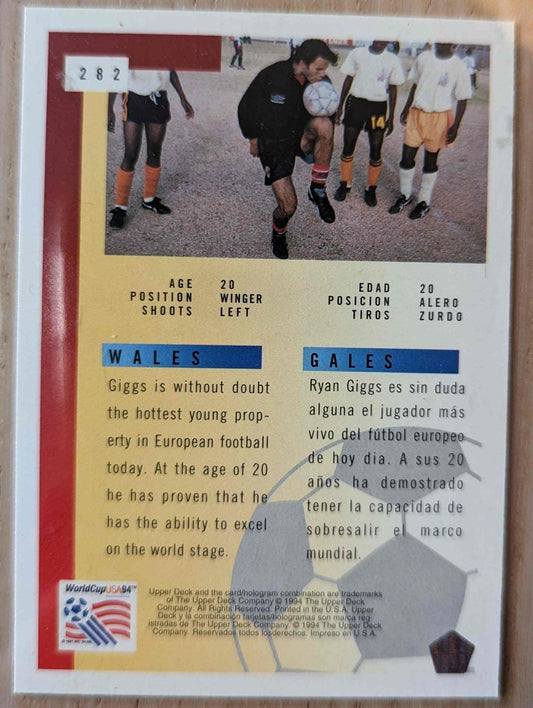 282
14
AGE 20
POSITION WINGER
SHOOTS LEFT
EDAD 20
POSICION ALERO
TIROS ZURDO
WALES
Giggs is without doubt
the hottest young prop-
erty in European football
today. At the age of 20
he has proven that he
has the ability to excel
on the world stage.
GALES
Ryan Giggs es sin duda
alguna el jugador más
vivo del fútbol europeo
de hoy dia. A sus 20
años ha demostrado
tener la capacidad de
sobresalir el marco
mundial.
WorldCupUSA94™
Upper Deck and the card/hologram combination are trademarks
of The Upper Deck Company © 1994 The Upper Deck
Company. All Rights Reserved. Printed in the U.S.A. Upper
Deck y la combinación tarjetas/hologramas son marca reg-
istradas de The Upper Deck Company. © 1994 The Upper Deck
Company. Reservados todos losderechos. Impreso en U.S.A.